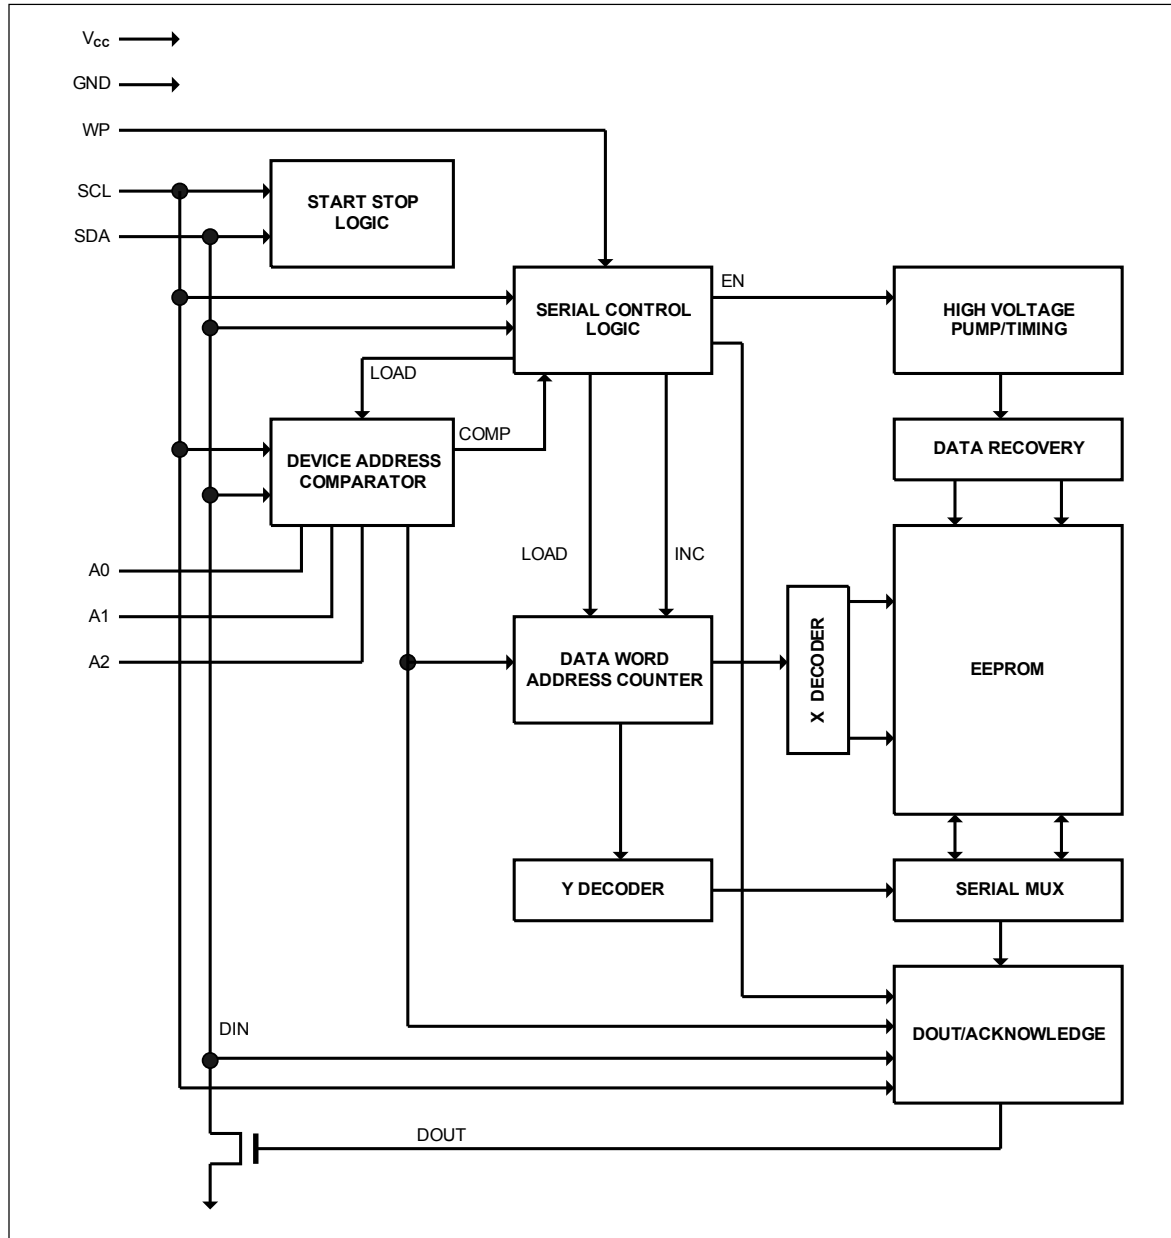 Vcc
GND
WP
SCL
START STOP
LOGIC
SDA
EN
SERIAL CONTROL
LOGIC
HIGH VOLTAGE
PUMP/TIMING
LOAD
COMP
DEVICE ADDRESS
COMPARATOR
DATA RECOVERY
LOAD
INC
A0
A1
A2
DATA WORD
ADDRESS COUNTER
X DECODER
EEPROM
Y DECODER
SERIAL MUX
DIN
DOUT/ACKNOWLEDGE
DOUT